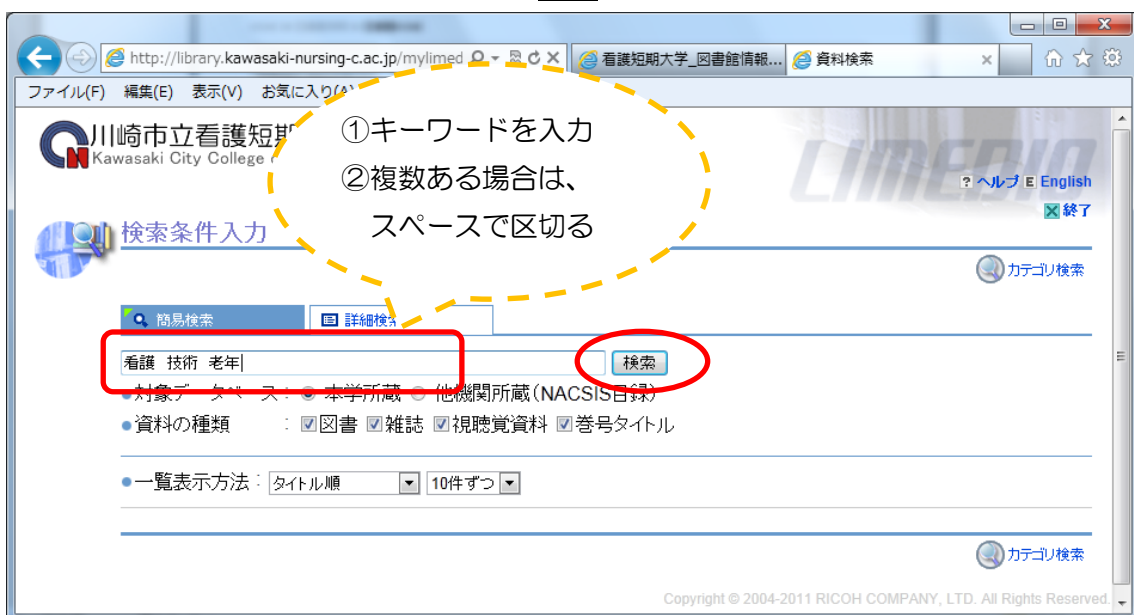 http://library.kawasaki-nursing-c.ac.jp/mylimed
看護短期大学_図書館情報... 資料検索
ファイル(F) 編集(E) 表示(V) お気に入り(A)
川崎市立看護短期
Kawasaki City College
LIMEDIO
①キーワードを入力
②複数ある場合は、
スペースで区切る
? ヘルプ E English
終了
検索条件入力
カテゴリ検索
簡易検索 詳細検索
看護 技術 老年 検索
対象データベース: 本学所蔵 他機関所蔵(NACSIS目録)
資料の種類 : 図書 雑誌 視聴覚資料 巻号タイトル
一覧表示方法: タイトル順 10件ずつ
カテゴリ検索
Copyright © 2004-2011 RICOH COMPANY, LTD. All Rights Reserved.